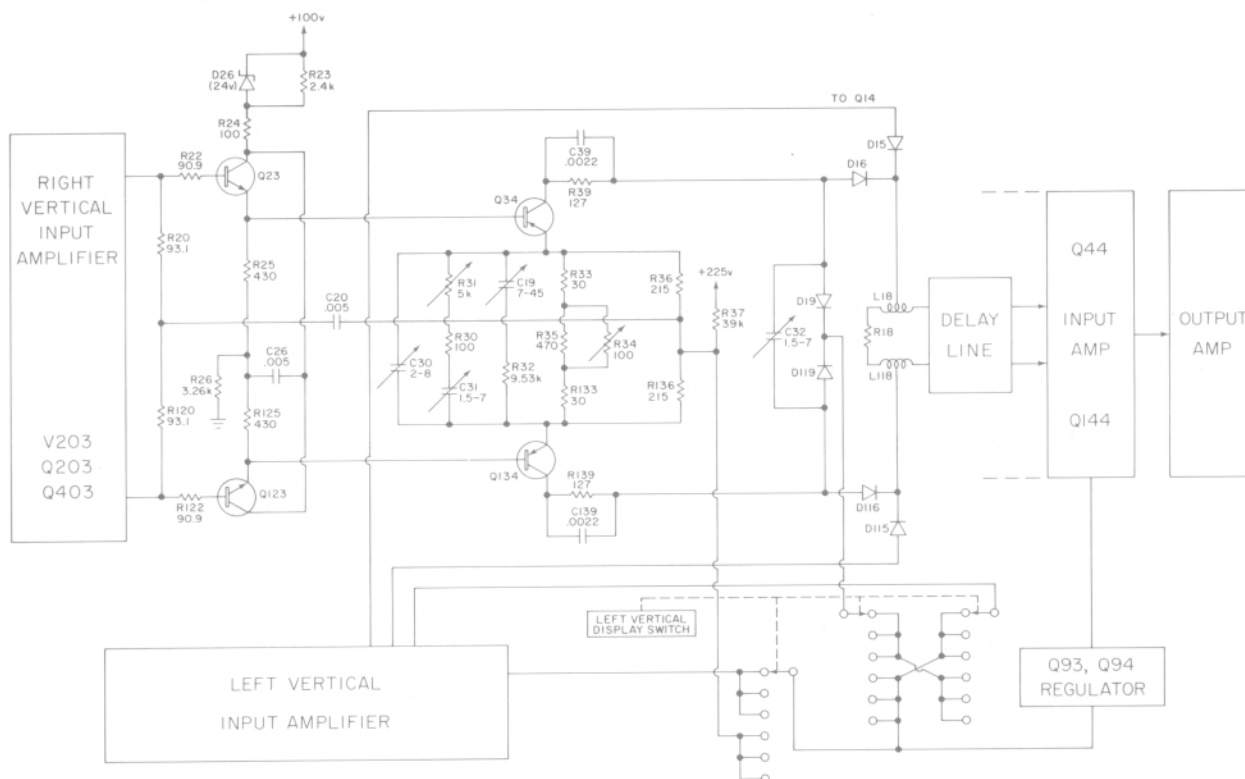 +100v
D26
(24v)
R23
2.4k
R24
100
TO Q14
R22
90.9
Q23
C39
.0022
R39
127
D15
D16
RIGHT
VERTICAL
INPUT
AMPLIFIER
V203
Q203
Q403
R20
93.1
R25
430
Q34
R31
5k
C19
7-45
R33
30
R36
215
+225v
R37
39k
C20
.005
R30
100
R35
470
R34
100
C30
2-8
C31
1.5-7
R32
9.53k
R133
30
R136
215
D19
C32
1.5-7
D119
L18
R18
L118
DELAY
LINE
Q44
INPUT
AMP
Q144
OUTPUT
AMP
R26
3.26k
C26
.005
R120
93.1
R125
430
R122
90.9
Q123
Q134
R139
127
C139
.0022
D116
D115
LEFT VERTICAL
DISPLAY SWITCH
LEFT VERTICAL
INPUT AMPLIFIER
Q93, Q94
REGULATOR